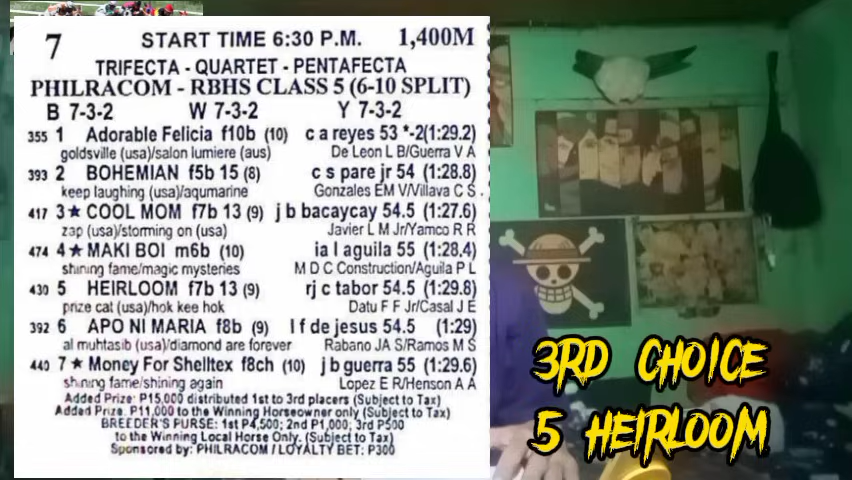 7 START TIME 6:30 P.M. 1,400M
TRIFECTA - QUARTET - PENTAFECTA
PHILRACOM - RBHS CLASS 5 (6-10 SPLIT)
B 7-3-2 W 7-3-2 Y 7-3-2
355 1 Adorable Felicia f10b (10) c a reyes 53 *-2(1:29.2)
goldsville (usa)/salon lumiere (aus) De Leon L B/Guerra V A
393 2 BOHEMIAN f5b 15 (8) c s pare jr 54 (1:28.8)
keep laughing (usa)/aqumarine Gonzales EM V/Villava C S .
417 3★ COOL MOM f7b 13 (9) j b bacaycay 54.5 (1:27.6)
zap (usa)/storming on (usa) Javier L M Jr/Yamco R R
474 4★ MAKI BOI m6b (10) ia l aguila 55 (1:28.4)
shining fame/magic mysteries M D C Construction/Aguila P L
430 5 HEIRLOOM f7b 13 (9) rj c tabor 54.5 (1:29.8)
prize cat (usa)/hok kee hok Datu F F Jr/Casal J E
392 6 APO NI MARIA f8b (9) l f de jesus 54.5 (1:29)
al muhtasib (usa)/diamond are forever Rabano JA S/Ramos M S
440 7★ Money For Shelltex f8ch (10) j b guerra 55 (1:29.6)
shining fame/shining again Lopez E R/Henson A A
Added Prize: P15,000 distributed 1st to 3rd placers (Subject to Tax)
Added Prize. P11,000 to the Winning Horseowner only (Subject to Tax)
BREEDER'S PURSE: 1st P4,500; 2nd P1,000; 3rd P500
to the Winning Local Horse Only. (Subject to Tax)
Sponsored by: PHILRACOM / LOYALTY BET: P300
3RD CHOICE
5 HEIRLOOM